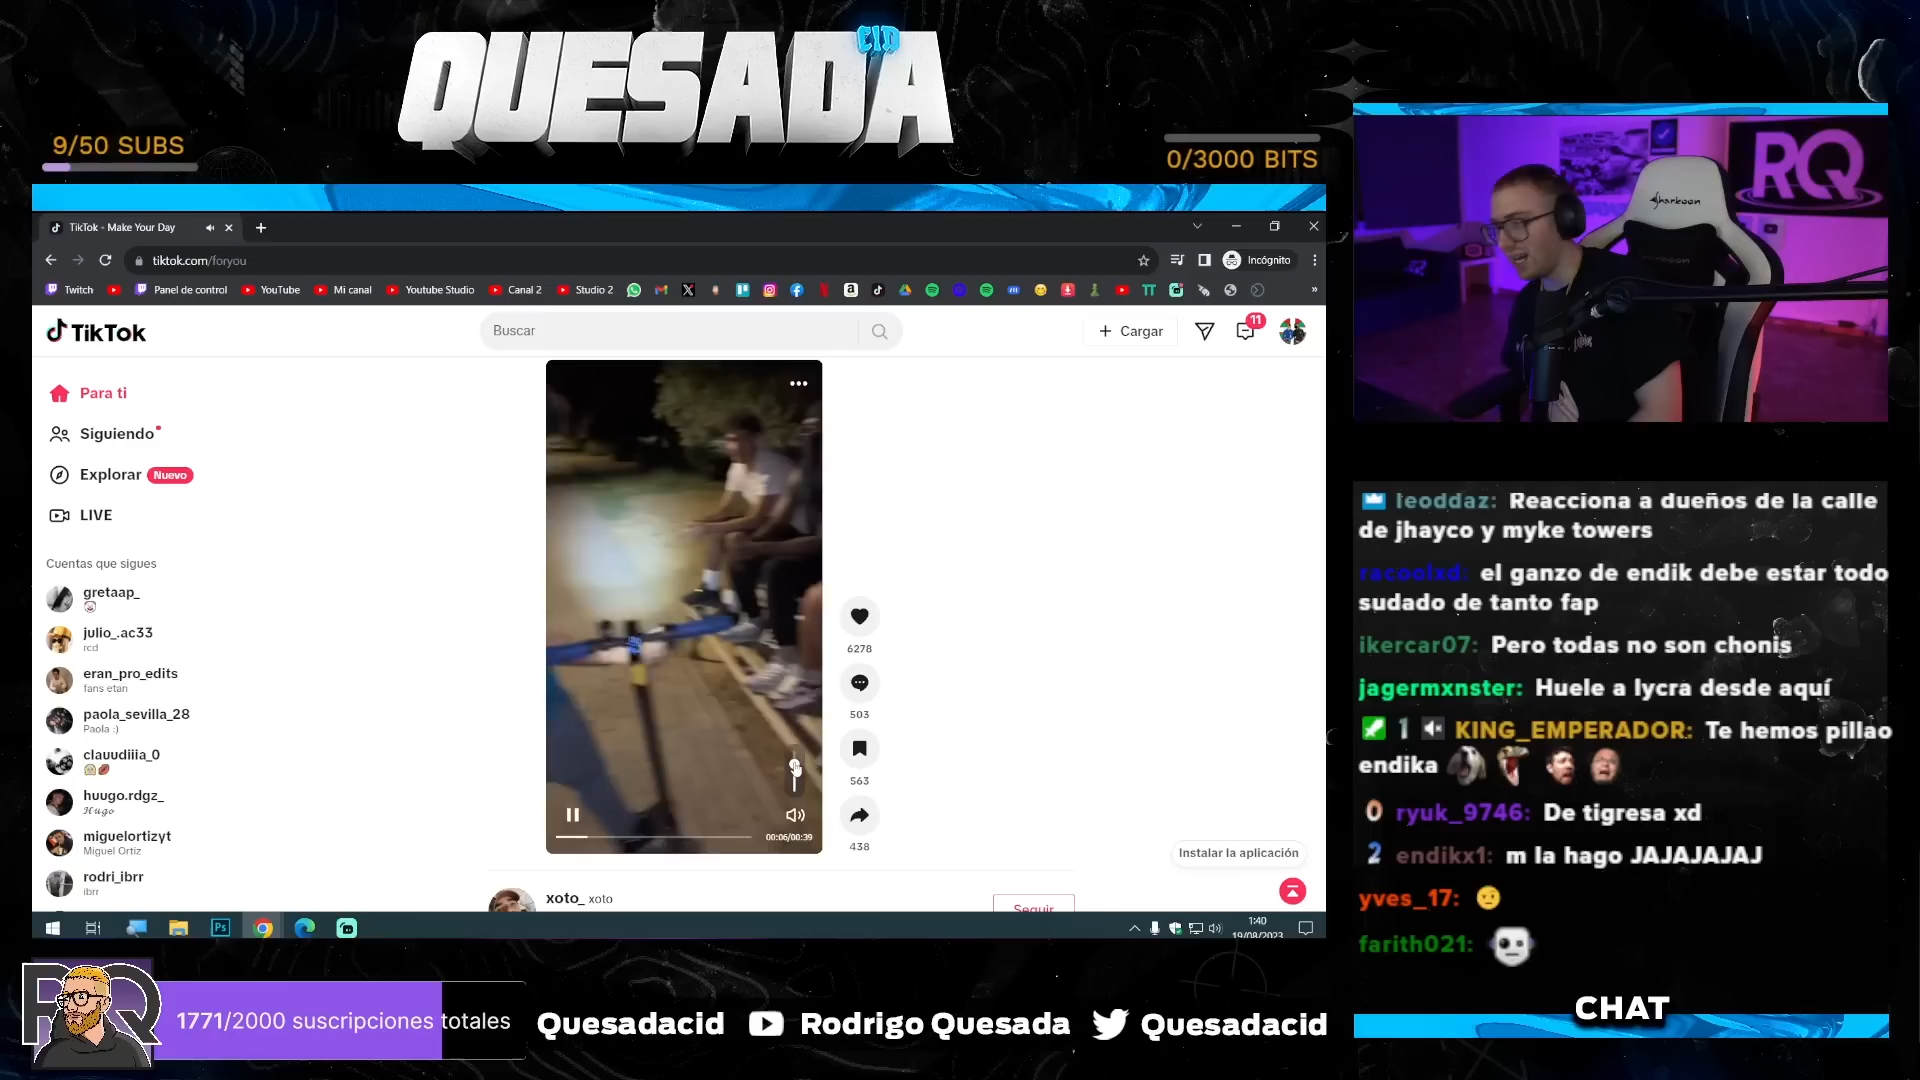 QUESADA
CID
9/50 SUBS
0/3000 BITS
TikTok - Make Your Day
tiktok.com/foryou
Incógnito
Twitch
Panel de control
YouTube
Mi canal
Youtube Studio
Canal 2
Studio 2
TikTok
Buscar
Cargar
11
Para ti
Siguiendo
Explorar Nuevo
LIVE
Cuentas que sigues
gretaap_
julio_.ac33
rcd
eran_pro_edits
fans etan
paola_sevilla_28
Paola :)
clauudiiia_0
huugo.rdgz_
Hugo
miguelortizyt
Miguel Ortiz
rodri_ibrr
ibrr
6278
503
563
438
00:06/00:39
xoto_ xoto
Seguir
Instalar la aplicación
Ps
1:40
19/08/2023
RQ
Sharkoon
leoddaz: Reacciona a dueños de la calle
de jhayco y myke towers
racoolxd: el ganzo de endik debe estar todo
sudado de tanto fap
ikercar07: Pero todas no son chonis
jagermxnster: Huele a lycra desde aquí
1 KING_EMPERADOR: Te hemos pillao
endika
0 ryuk_9746: De tigresa xd
2 endikx1: m la hago JAJAJAJAJ
yves_17:
farith021:
CHAT
RQ
1771/2000 suscripciones totales
Quesadacid
Rodrigo Quesada
Quesadacid